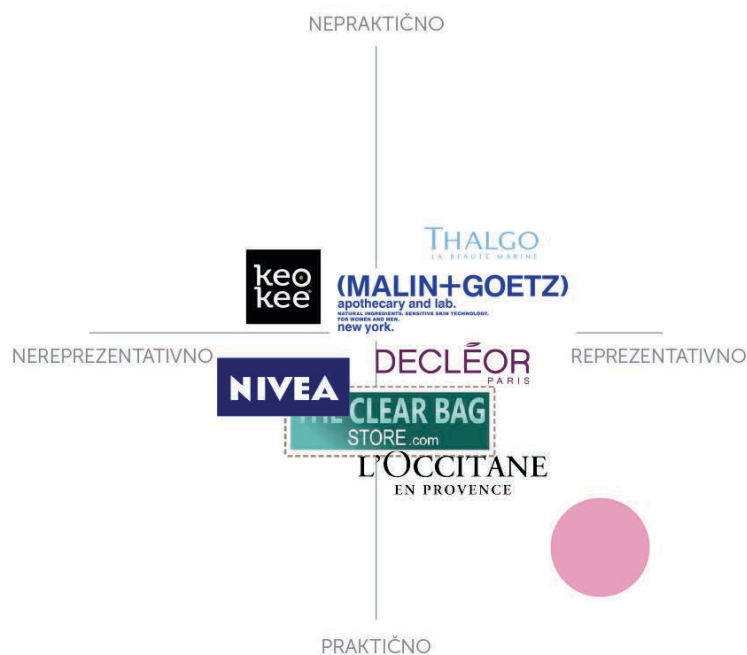 NEPRAKTIČNO
THALGO
LA BEAUTÉ MARINE
keo
kee
(MALIN+GOETZ)
apothecary and lab.
NATURAL INGREDIENTS. SENSITIVE SKIN TECHNOLOGY.
FOR WOMEN AND MEN.
new york.
NEREPREZENTATIVNO
REPREZENTATIVNO
DECLÉOR
PARIS
NIVEA
THE CLEAR BAG
STORE.com
L'OCCITANE
EN PROVENCE
PRAKTIČNO